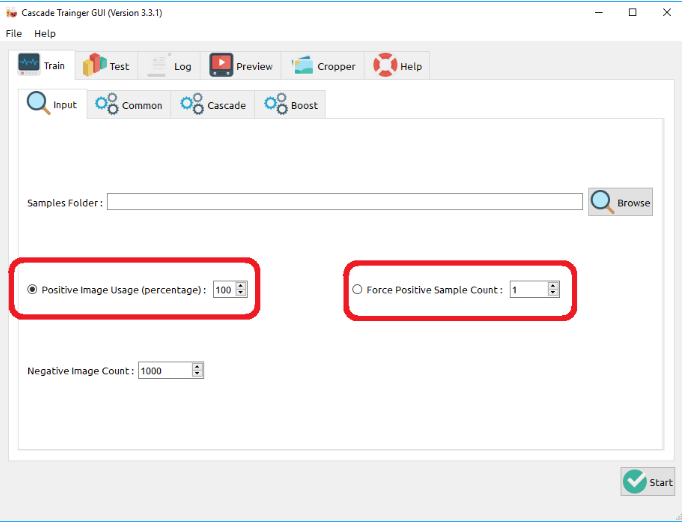 Cascade Trainger GUI (Version 3.3.1)
File Help
Train Test Log Preview Cropper Help
Input Common Cascade Boost
Samples Folder : Browse
Positive Image Usage (percentage) : 100 Force Positive Sample Count : 1
Negative Image Count : 1000
Start